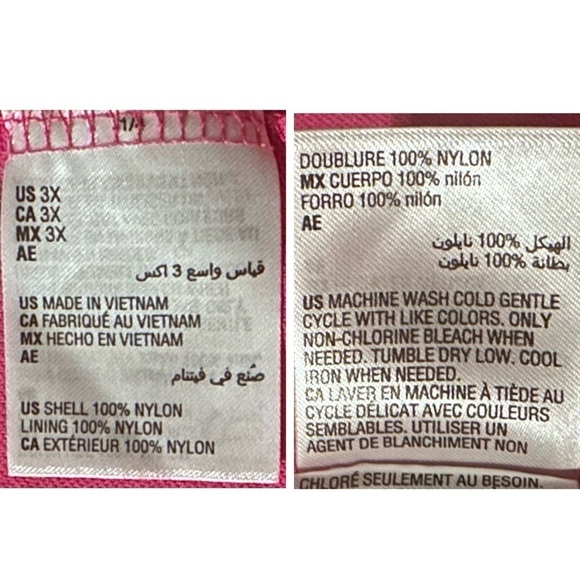 1/4
US 3X
CA 3X
MX 3X
AE
قياس واسع 3 اكس
US MADE IN VIETNAM
CA FABRIQUÉ AU VIETNAM
MX HECHO EN VIETNAM
AE
صُنع في فيتنام
US SHELL 100% NYLON
LINING 100% NYLON
CA EXTÉRIEUR 100% NYLON
DOUBLURE 100% NYLON
MX CUERPO 100% nilón
FORRO 100% nilón
AE
الهيكل 100% نايلون
بطانة 100% نايلون
US MACHINE WASH COLD GENTLE
CYCLE WITH LIKE COLORS. ONLY
NON-CHLORINE BLEACH WHEN
NEEDED. TUMBLE DRY LOW. COOL
IRON WHEN NEEDED.
CA LAVER EN MACHINE À TIÈDE AU
CYCLE DÉLICAT AVEC COULEURS
SEMBLABLES. UTILISER UN
AGENT DE BLANCHIMENT NON
CHLORÉ SEULEMENT AU BESOIN.